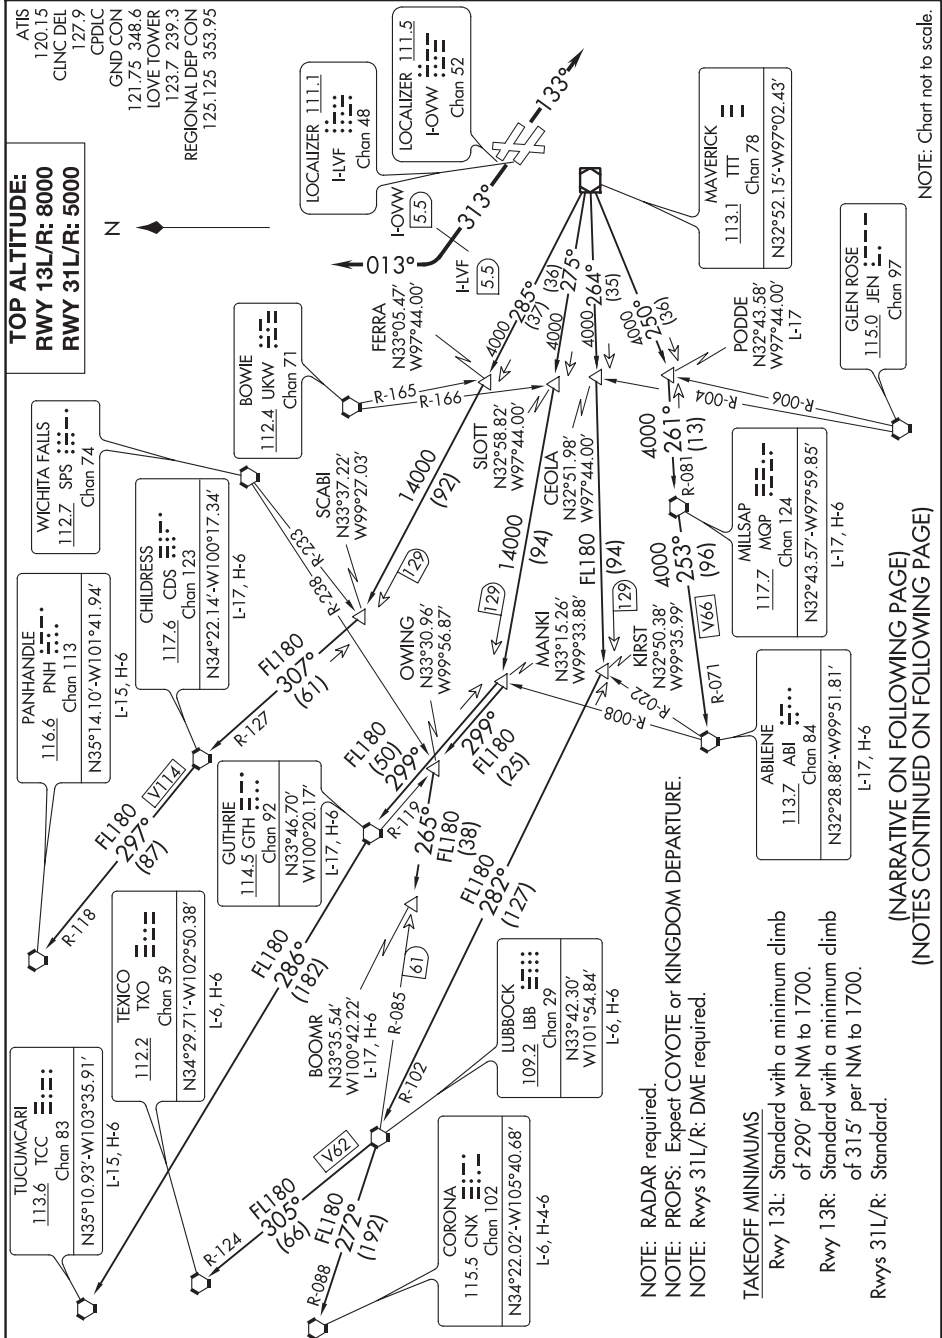 ATIS
120.15
CLNC DEL
127.9
CPDLC
GND CON
121.75 348.6
LOVE TOWER
123.7 239.3
REGIONAL DEP CON
125.125 353.95
TOP ALTITUDE:
RWY 13L/R: 8000
RWY 31L/R: 5000
N
LOCALIZER 111.1
I-LVF
Chan 48
LOCALIZER 111.5
I-OVW
Chan 52
I-OVW
5.5
I-LVF
5.5
013°
313°
133°
WICHITA FALLS
112.7 SPS
Chan 74
BOWIE
112.4 UKW
Chan 71
PANHANDLE
116.6 PNH
Chan 113
N35°14.10'-W101°41.94'
L-15, H-6
CHILDRESS
117.6 CDS
Chan 123
N34°22.14'-W100°17.34'
L-17, H-6
TUCUMCARI
113.6 TCC
Chan 83
N35°10.93'-W103°35.91'
L-15, H-6
TEXICO
112.2 TXO
Chan 59
N34°29.71'-W102°50.38'
L-6, H-6
GUTHRIE
114.5 GTH
Chan 92
N33°46.70'
W100°20.17'
L-17, H-6
SCABI
N33°37.22'
W99°27.03'
FERRA
N33°05.47'
W97°44.00'
SLOTT
N32°58.82'
W97°44.00'
CEOLA
N32°51.98'
W97°44.00'
PODDE
N32°43.58'
W97°44.00'
L-17
OWING
N33°30.96'
W99°56.87'
MANKI
N33°15.26'
W99°33.88'
KIRST
N32°50.38'
W99°35.99'
BOOMR
N33°35.54'
W100°42.22'
L-17, H-6
MAVERICK
113.1 TTT
Chan 78
N32°52.15'-W97°02.43'
GLEN ROSE
115.0 JEN
Chan 97
MILLSAP
117.7 MQP
Chan 124
N32°43.57'-W97°59.85'
L-17, H-6
ABILENE
113.7 ABI
Chan 84
N32°28.88'-W99°51.81'
L-17, H-6
LUBBOCK
109.2 LBB
Chan 29
N33°42.30'
W101°54.84'
L-6, H-6
CORONA
115.5 CNX
Chan 102
N34°22.02'-W105°40.68'
L-6, H-4-6
4000
285°
(37)
4000
275°
(36)
4000
264°
(35)
4000
250°
(36)
R-165
R-166
R-004
R-006
14000
(92)
129
14000
(94)
129
FL180
(94)
129
4000
261°
(13)
R-081
4000
253°
(96)
V66
R-071
R-008
R-022
R-233
R-238
FL180
307°
(61)
R-127
FL180
297°
(87)
V114
R-118
FL180
(50)
299°
299°
FL180
(25)
R-119
265°
FL180
(38)
FL180
286°
(182)
FL180
282°
(127)
R-085
61
R-102
V62
FL180
305°
(66)
R-124
FL180
272°
(192)
R-088
NOTE: RADAR required.
NOTE: PROPS: Expect COYOTE or KINGDOM DEPARTURE.
NOTE: Rwys 31L/R: DME required.
TAKEOFF MINIMUMS
Rwy 13L: Standard with a minimum climb
of 290' per NM to 1700.
Rwy 13R: Standard with a minimum climb
of 315' per NM to 1700.
Rwys 31L/R: Standard.
(NARRATIVE ON FOLLOWING PAGE)
(NOTES CONTINUED ON FOLLOWING PAGE)
NOTE: Chart not to scale.